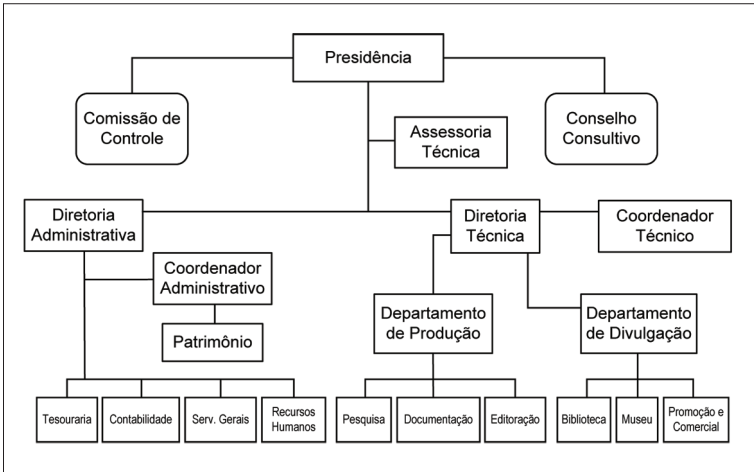 Presidência
Comissão de
Controle
Conselho
Consultivo
Assessoria
Técnica
Diretoria
Administrativa
Diretoria
Técnica
Coordenador
Técnico
Coordenador
Administrativo
Patrimônio
Departamento
de Produção
Departamento
de Divulgação
Tesouraria
Contabilidade
Serv. Gerais
Recursos
Humanos
Pesquisa
Documentação
Editoração
Biblioteca
Museu
Promoção e
Comercial